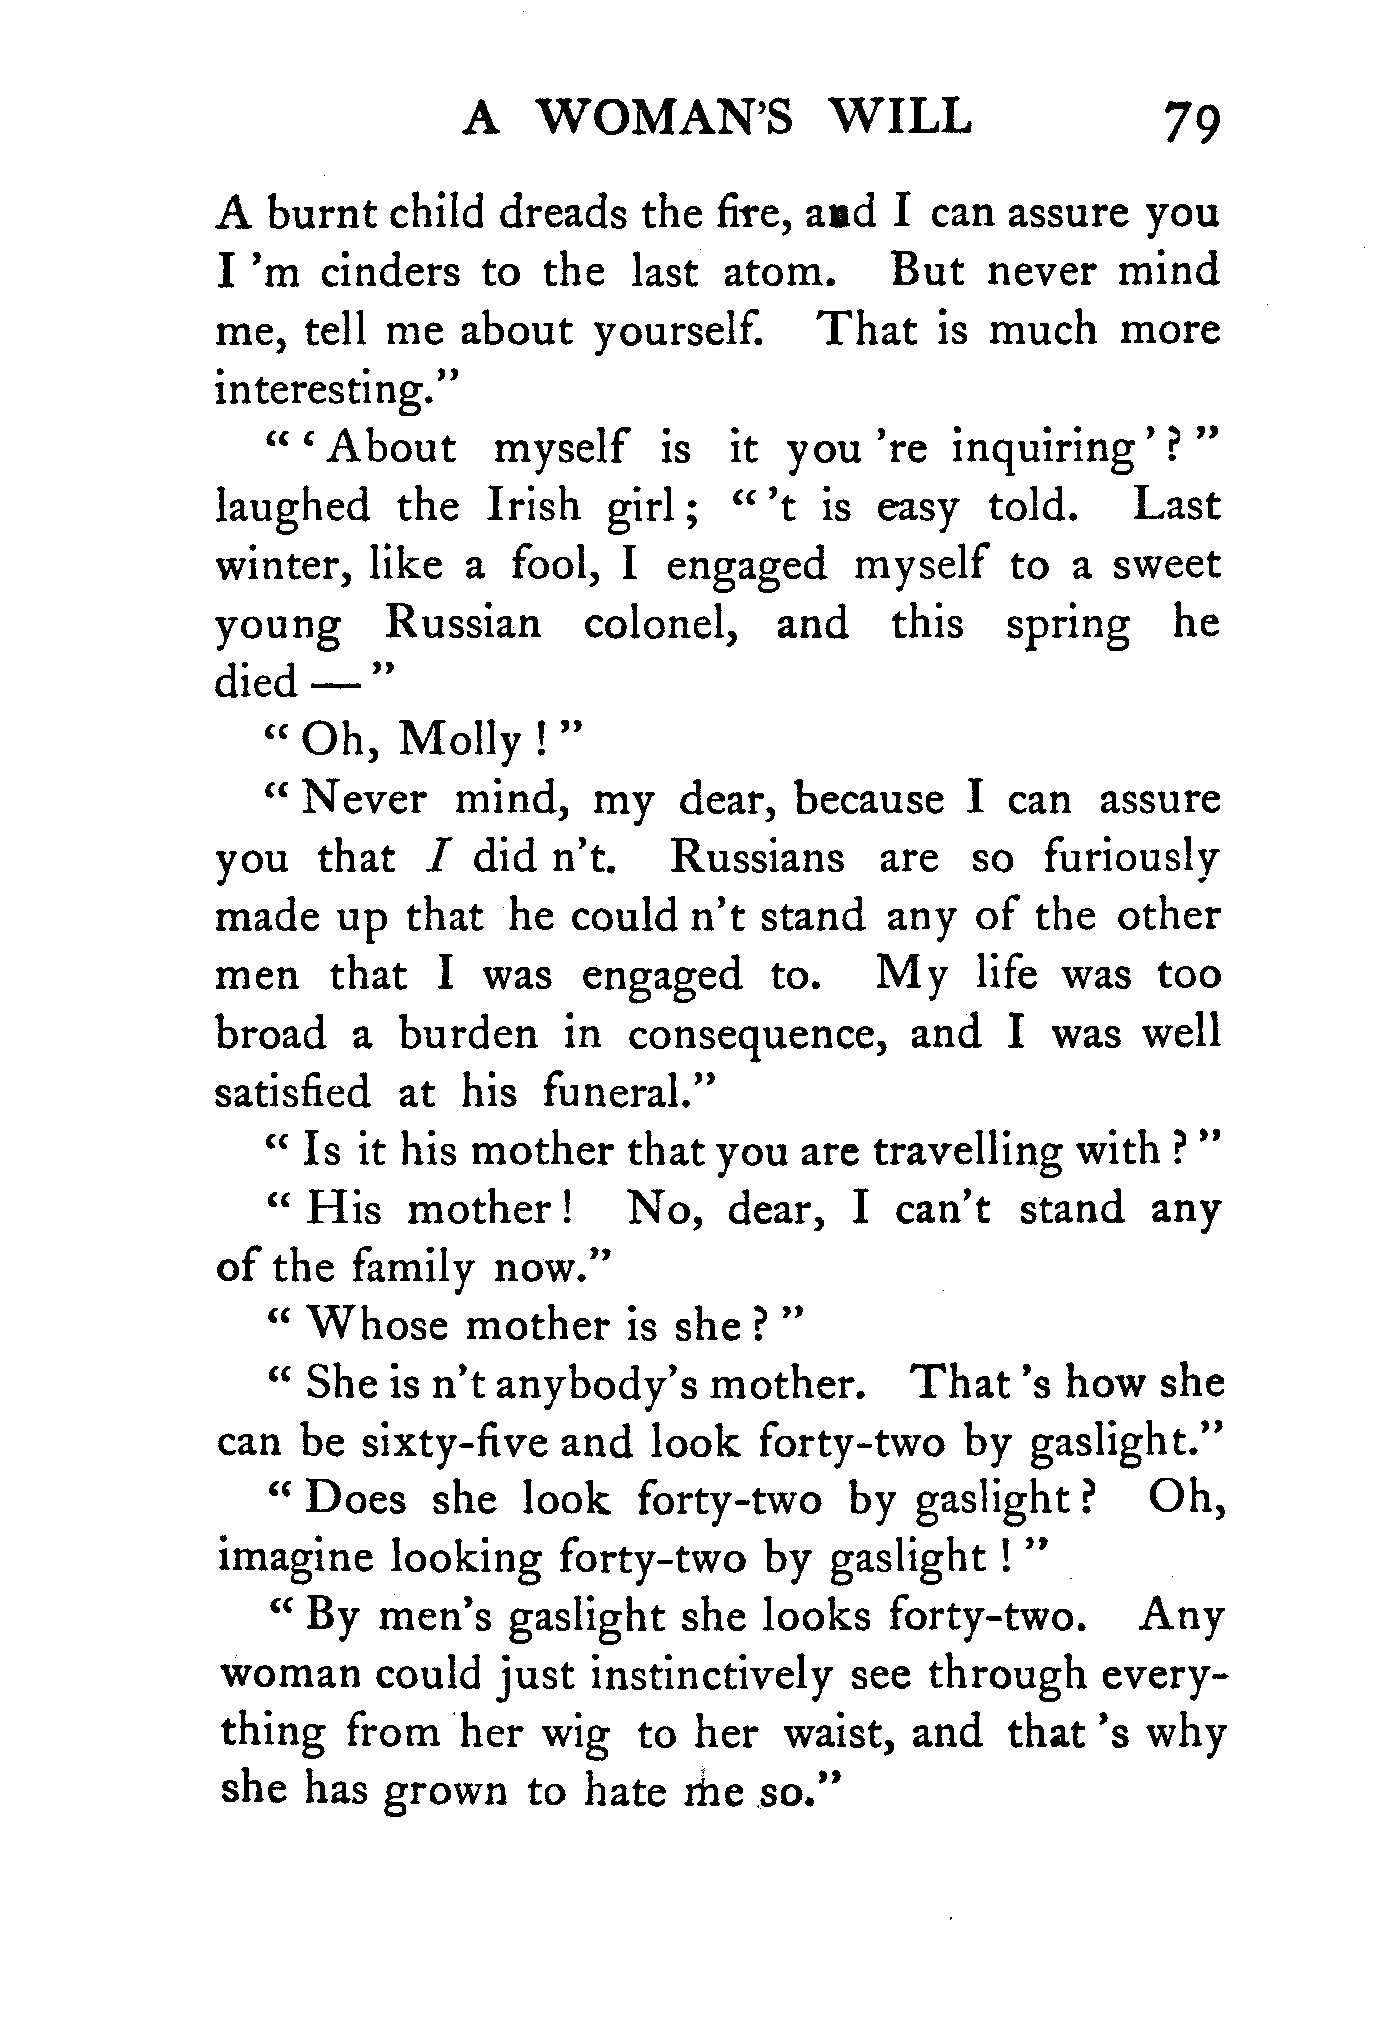 A WOMAN'S WILL 79
A burnt child dreads the fire, and I can assure you
I 'm cinders to the last atom. But never mind
me, tell me about yourself. That is much more
interesting."
"'About myself is it you 're inquiring'?"
laughed the Irish girl; "'t is easy told. Last
winter, like a fool, I engaged myself to a sweet
young Russian colonel, and this spring he
died—"
"Oh, Molly!"
"Never mind, my dear, because I can assure
you that I did n't. Russians are so furiously
made up that he could n't stand any of the other
men that I was engaged to. My life was too
broad a burden in consequence, and I was well
satisfied at his funeral."
"Is it his mother that you are travelling with?"
"His mother! No, dear, I can't stand any
of the family now."
"Whose mother is she?"
"She is n't anybody's mother. That 's how she
can be sixty-five and look forty-two by gaslight."
"Does she look forty-two by gaslight? Oh,
imagine looking forty-two by gaslight!"
"By men's gaslight she looks forty-two. Any
woman could just instinctively see through every-
thing from her wig to her waist, and that 's why
she has grown to hate me so."